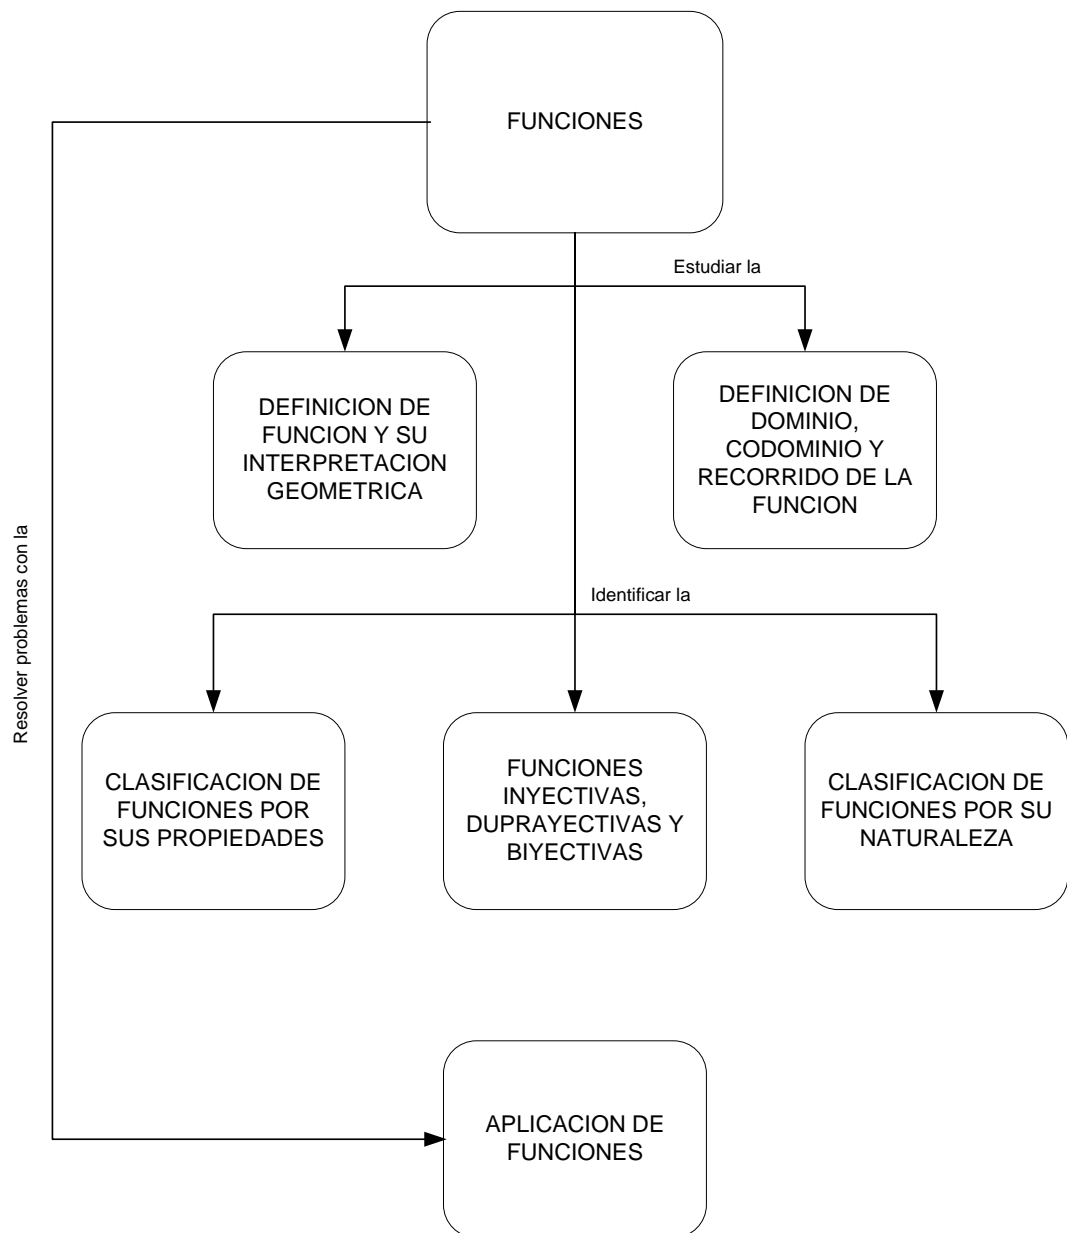 FUNCIONES
Estudiar la
DEFINICION DE
FUNCION Y SU
INTERPRETACION
GEOMETRICA
DEFINICION DE
DOMINIO,
CODOMINIO Y
RECORRIDO DE LA
FUNCION
Resolver problemas con la
Identificar la
CLASIFICACION DE
FUNCIONES POR
SUS PROPIEDADES
FUNCIONES
INYECTIVAS,
DUPRAYECTIVAS Y
BIYECTIVAS
CLASIFICACION DE
FUNCIONES POR SU
NATURALEZA
APLICACION DE
FUNCIONES